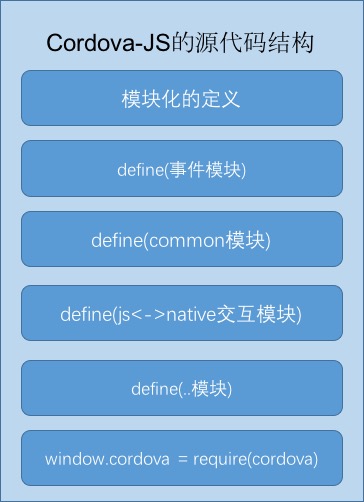 Cordova-JS的源代码结构
模块化的定义
define(事件模块)
define(common模块)
define(js<->native交互模块)
define(..模块)
window.cordova = require(cordova)